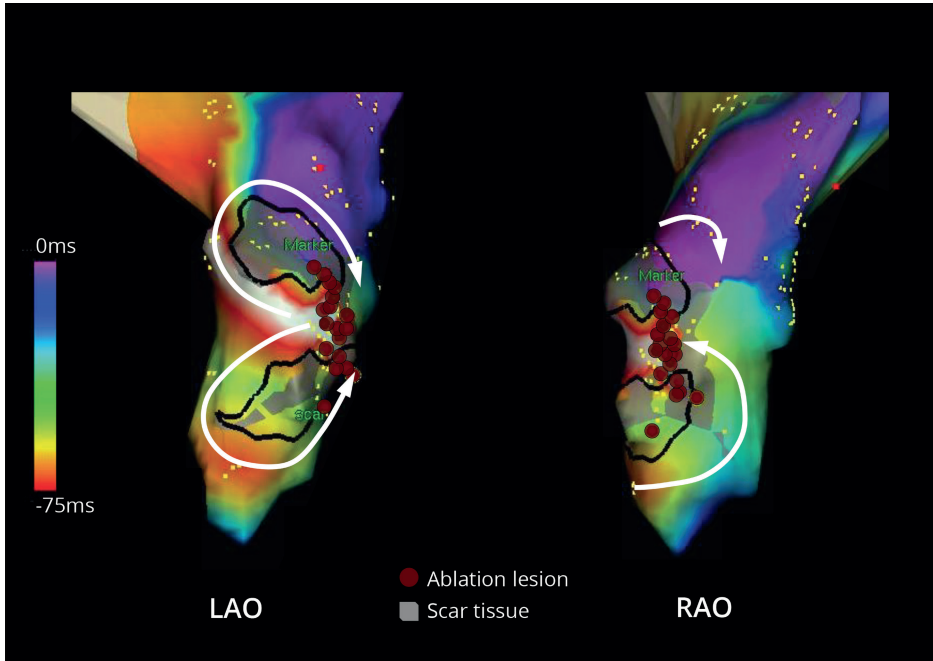 Marker
Marker
0ms
scar
-75ms
Ablation lesion
LAO
Scar tissue
RAO